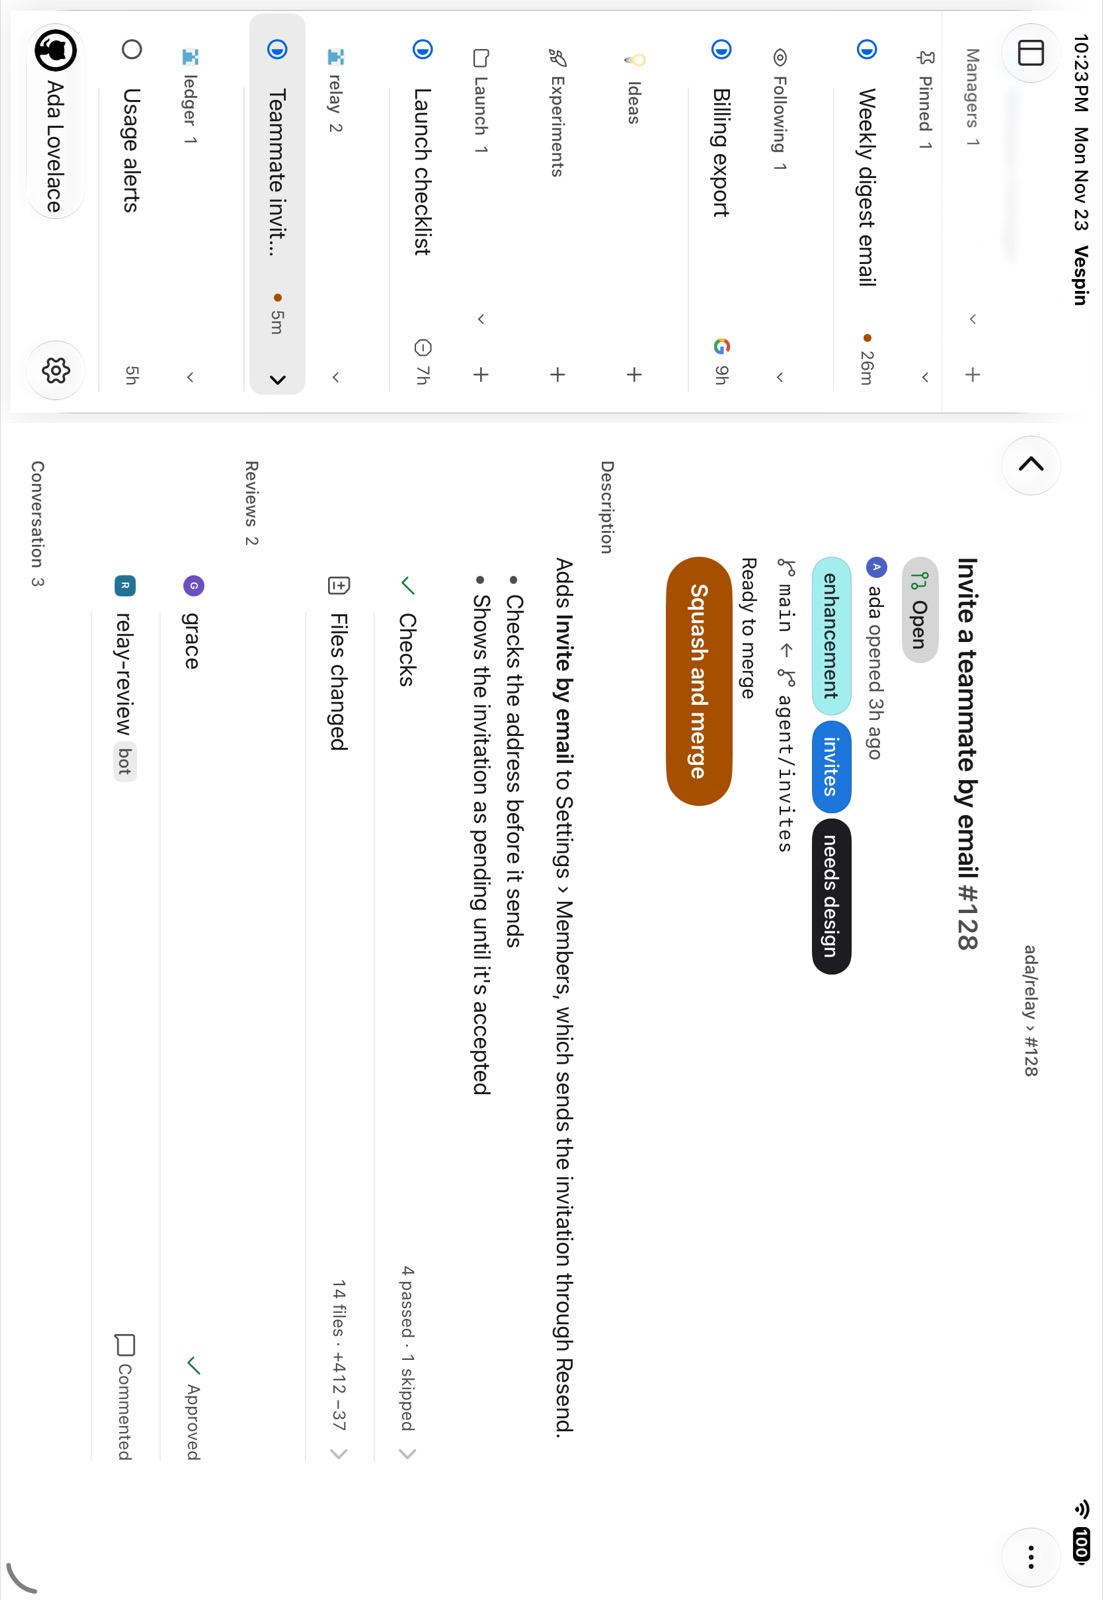 10:23 PM Mon Nov 23 Vespin
100
Managers 1
Pinned 1
Weekly digest email 26m
Following 1
Billing export 9h
Ideas
Experiments
Launch 1
Launch checklist 7h
relay 2
Teammate invit... 5m
ledger 1
Usage alerts 5h
Ada Lovelace
ada/relay › #128
Invite a teammate by email #128
Open
A ada opened 3h ago
enhancement invites needs design
main ← agent/invites
Ready to merge
Squash and merge
Description
Adds Invite by email to Settings › Members, which sends the invitation through Resend.
• Checks the address before it sends
• Shows the invitation as pending until it's accepted
Checks 4 passed · 1 skipped
Files changed 14 files · +412 −37
Reviews 2
G grace Approved
R relay-review bot Commented
Conversation 3